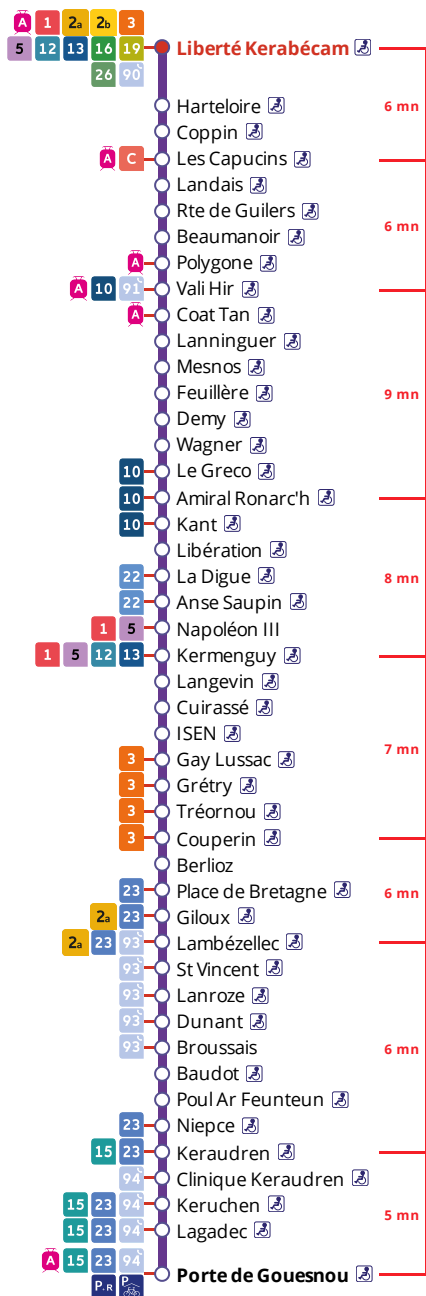 A 1 2a 2b 3
5 12 13 16 19 Liberté Kerabécam
26 90
Harteloire 6 mn
Coppin
A C Les Capucins
Landais
Rte de Guilers 6 mn
Beaumanoir
A Polygone
A 10 91 Vali Hir
A Coat Tan
Lanninguer
Mesnos
Feuillère 9 mn
Demy
Wagner
10 Le Greco
10 Amiral Ronarc'h
10 Kant
Libération
22 La Digue 8 mn
22 Anse Saupin
1 5 Napoléon III
1 5 12 13 Kermenguy
Langevin
Cuirassé
ISEN
7 mn
3 Gay Lussac
3 Grétry
3 Tréornou
3 Couperin
Berlioz
23 Place de Bretagne 6 mn
2a 23 Giloux
2a 23 93 Lambézellec
93 St Vincent
93 Lanroze
93 Dunant
93 Broussais 6 mn
Baudot
Poul Ar Feunteun
23 Niepce
15 23 Keraudren
94 Clinique Keraudren
15 23 94 Keruchen
5 mn
15 23 94 Lagadec
A 15 23 94
Porte de Gouesnou
P+R P